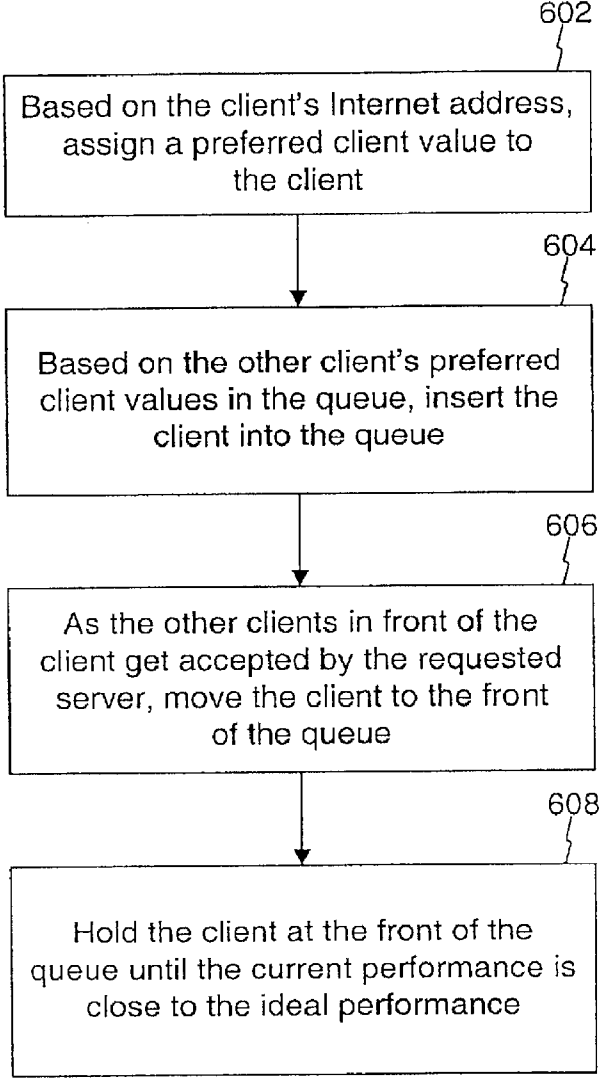 602
Based on the client's Internet address,
assign a preferred client value to
the client
604
Based on the other client's preferred
client values in the queue, insert the
client into the queue
606
As the other clients in front of the
client get accepted by the requested
server, move the client to the front
of the queue
608
Hold the client at the front of the
queue until the current performance is
close to the ideal performance